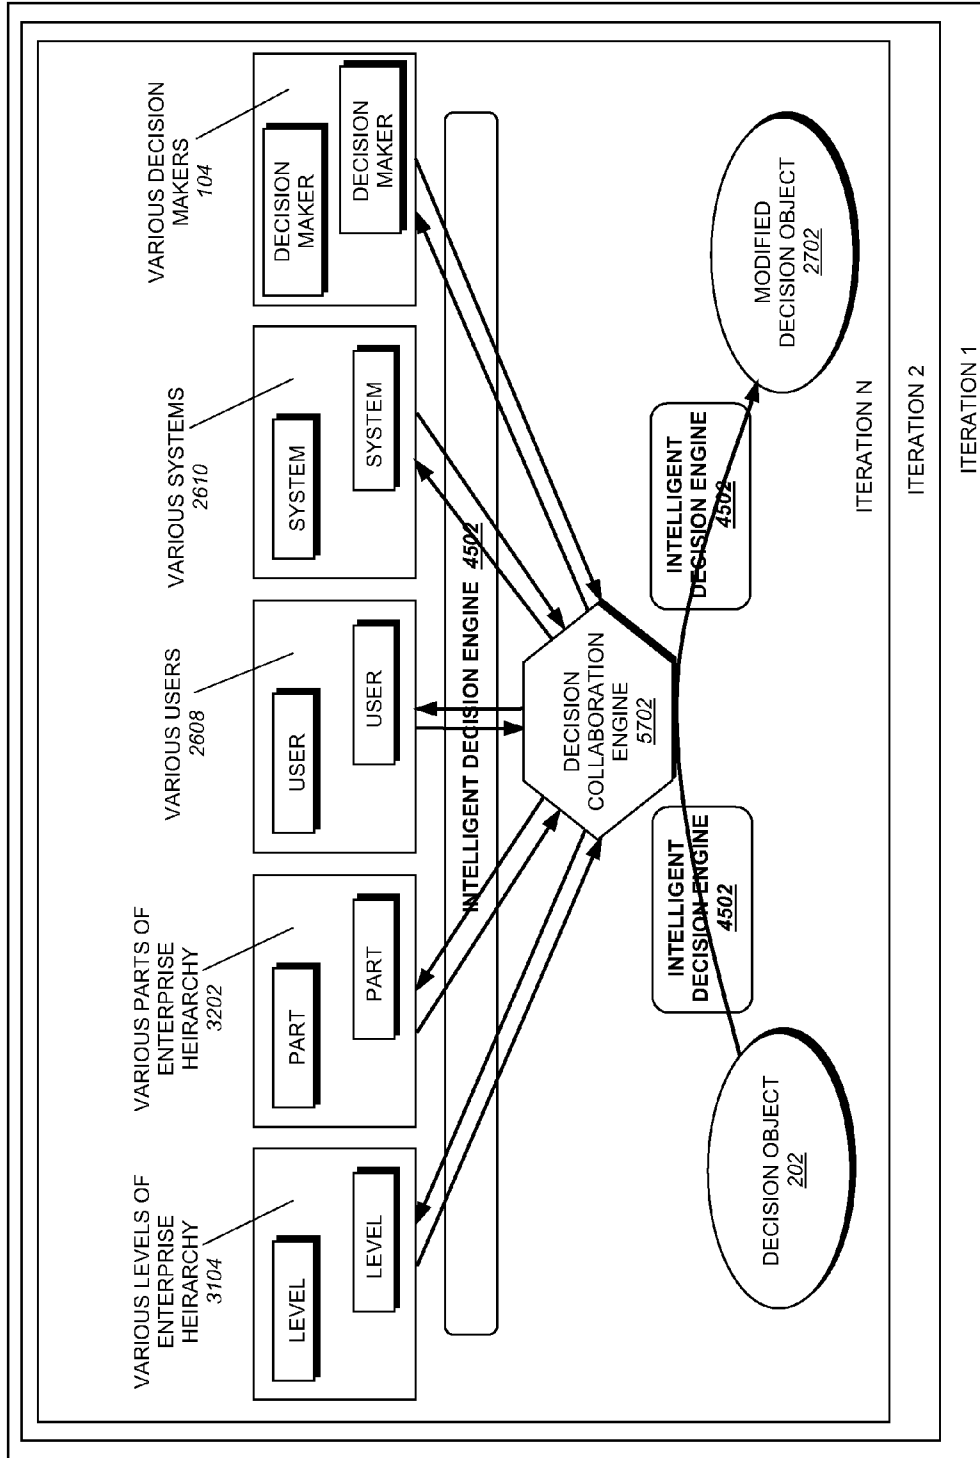 VARIOUS LEVELS OF
ENTERPRISE
HEIRARCHY
3104
VARIOUS PARTS OF
ENTERPRISE
HEIRARCHY
3202
VARIOUS USERS
2608
VARIOUS SYSTEMS
2610
VARIOUS DECISION
MAKERS
104
LEVEL
LEVEL
PART
PART
USER
USER
SYSTEM
SYSTEM
DECISION
MAKER
DECISION
MAKER
INTELLIGENT DECISION ENGINE 4502
DECISION
COLLABORATION
ENGINE
5702
INTELLIGENT
DECISION ENGINE
4502
INTELLIGENT
DECISION ENGINE
4502
DECISION OBJECT
202
MODIFIED
DECISION OBJECT
2702
ITERATION N
ITERATION 2
ITERATION 1